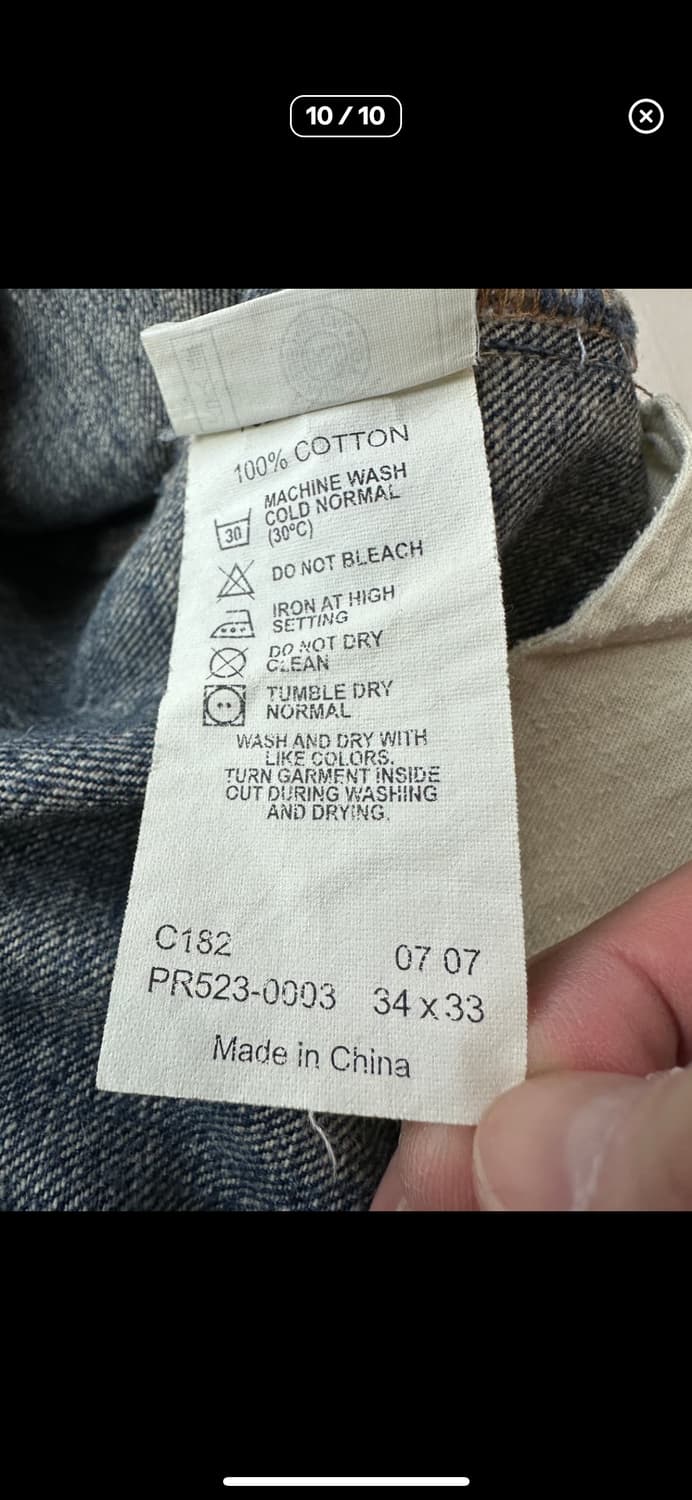 10 / 10
100% COTTON
MACHINE WASH
COLD NORMAL
(30°C)
30
DO NOT BLEACH
IRON AT HIGH
SETTING
DO NOT DRY
CLEAN
TUMBLE DRY
NORMAL
WASH AND DRY WITH
LIKE COLORS.
TURN GARMENT INSIDE
OUT DURING WASHING
AND DRYING.
C182
07 07
PR523-0003
34 x 33
Made in China